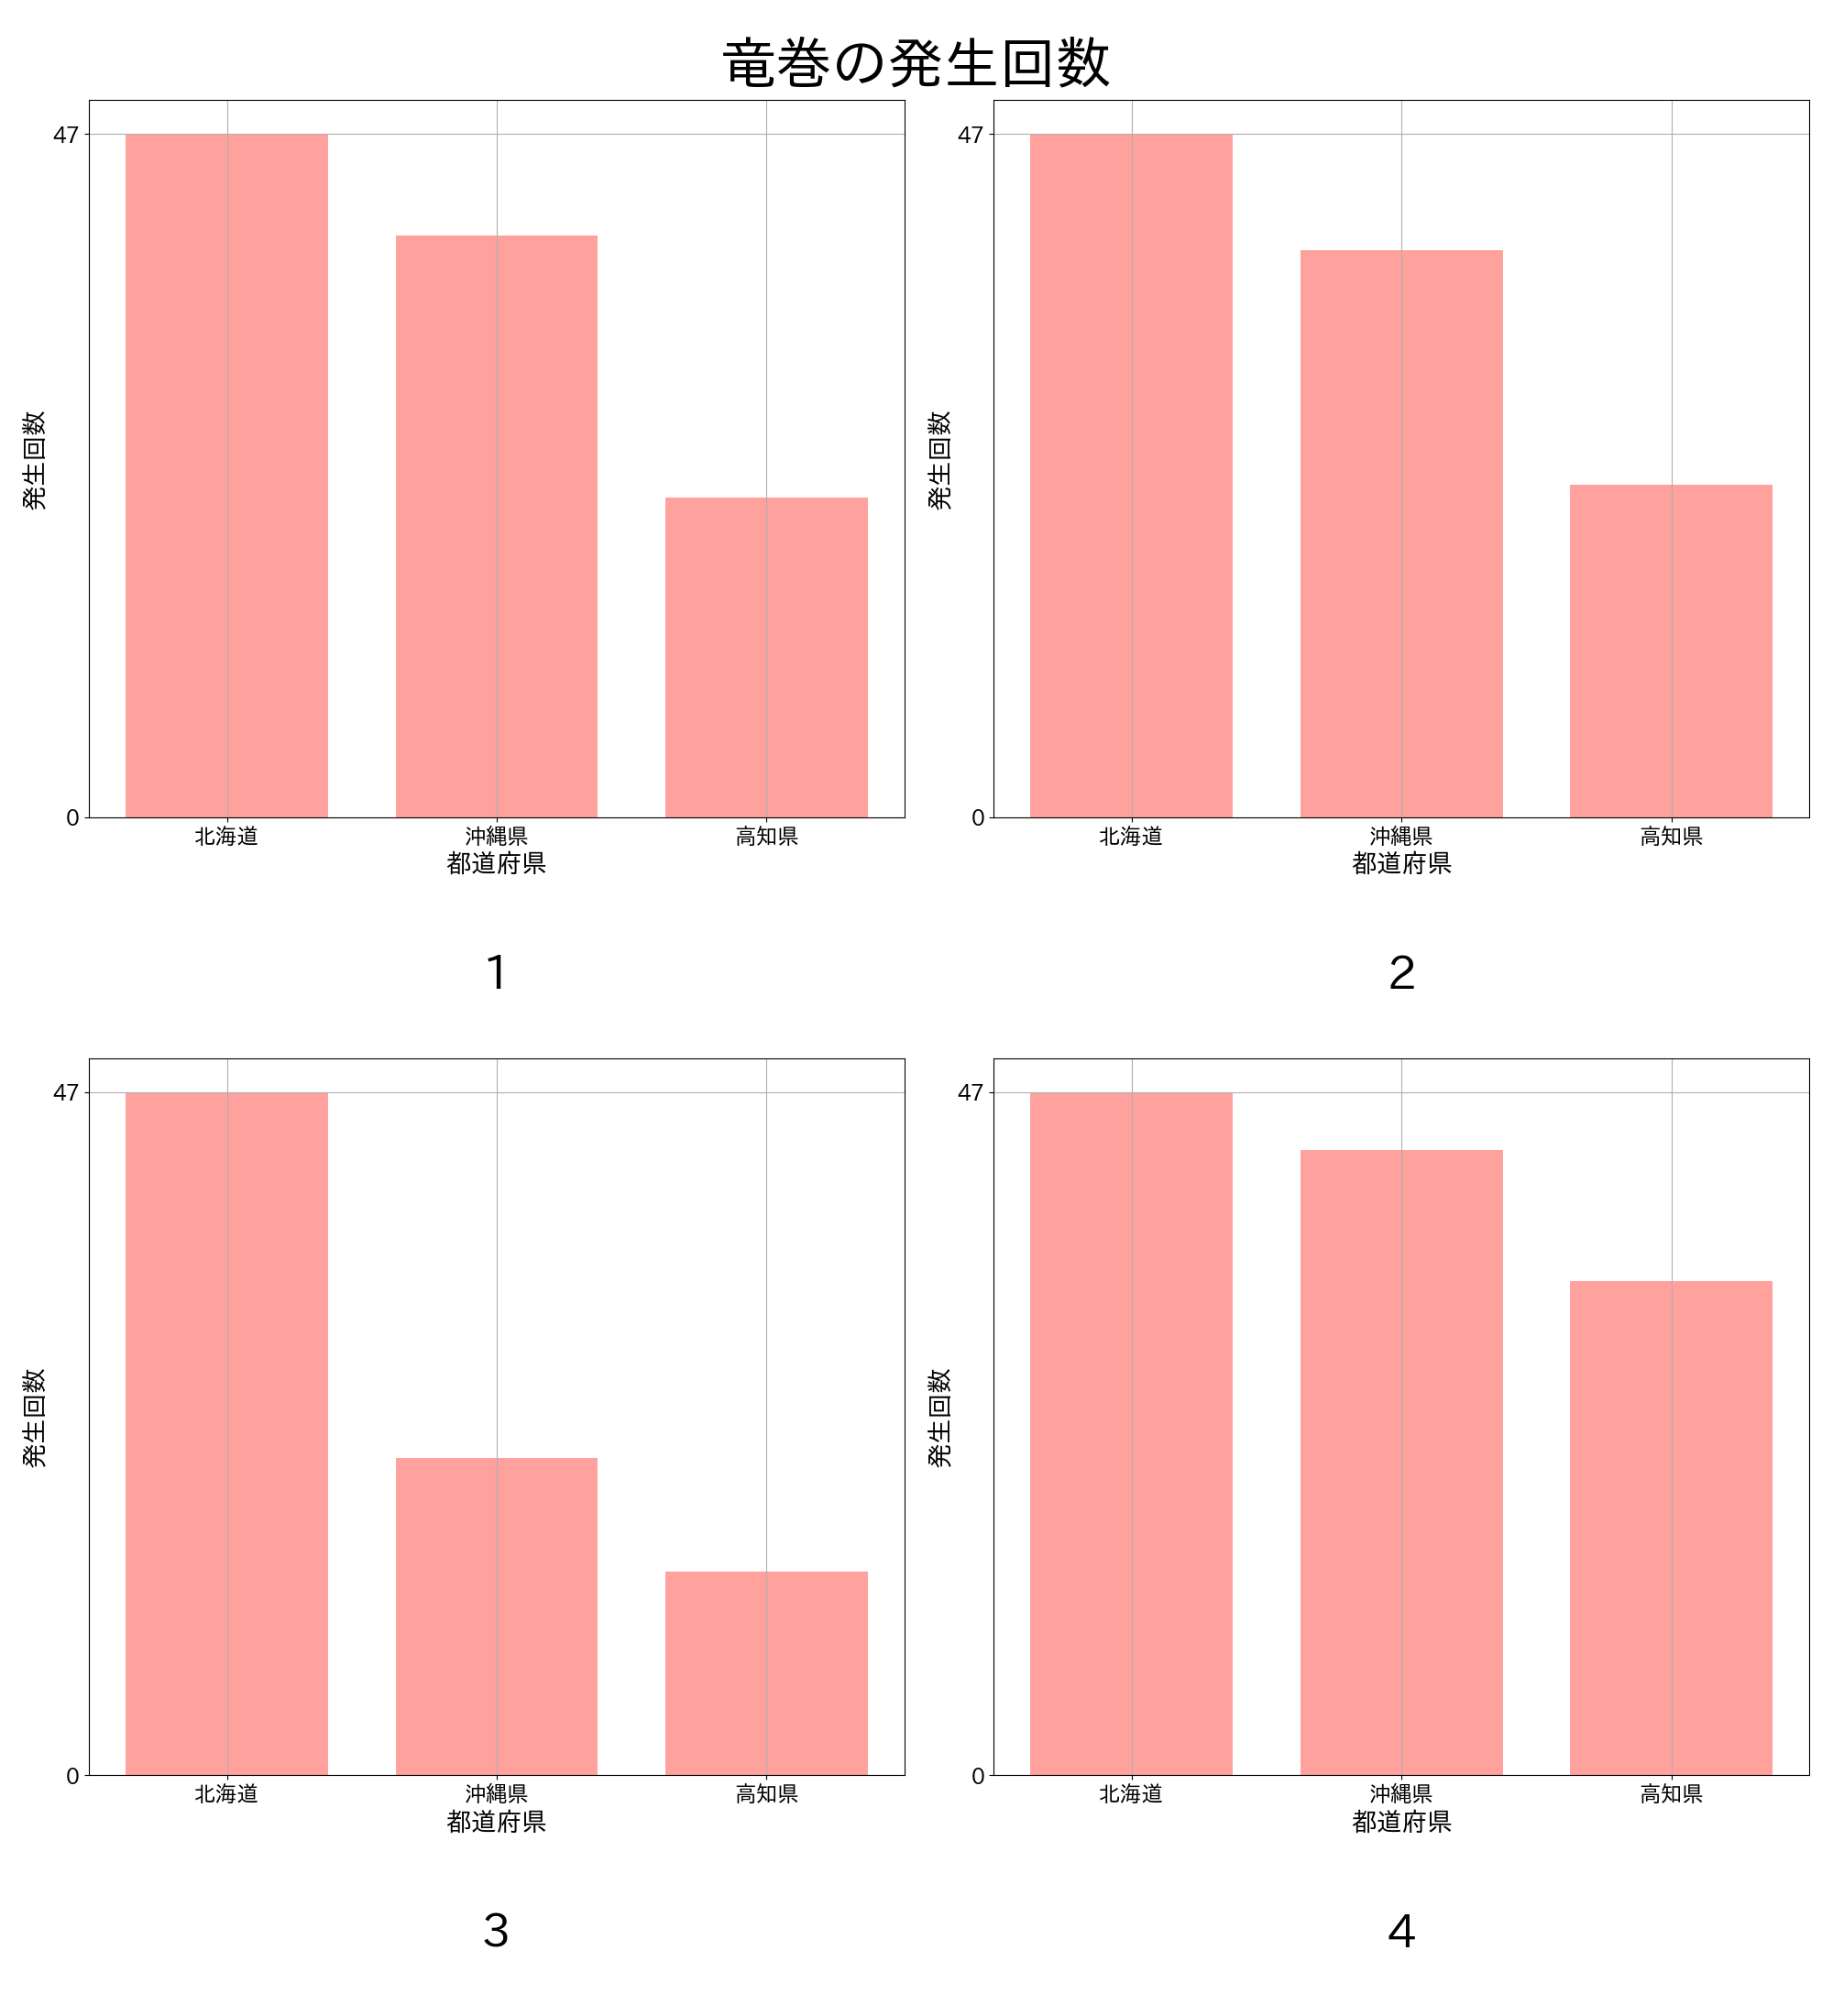 竜巻の発生回数
47
発生回数
0
北海道 沖縄県 高知県
都道府県
1
47
発生回数
0
北海道 沖縄県 高知県
都道府県
2
47
発生回数
0
北海道 沖縄県 高知県
都道府県
3
47
発生回数
0
北海道 沖縄県 高知県
都道府県
4